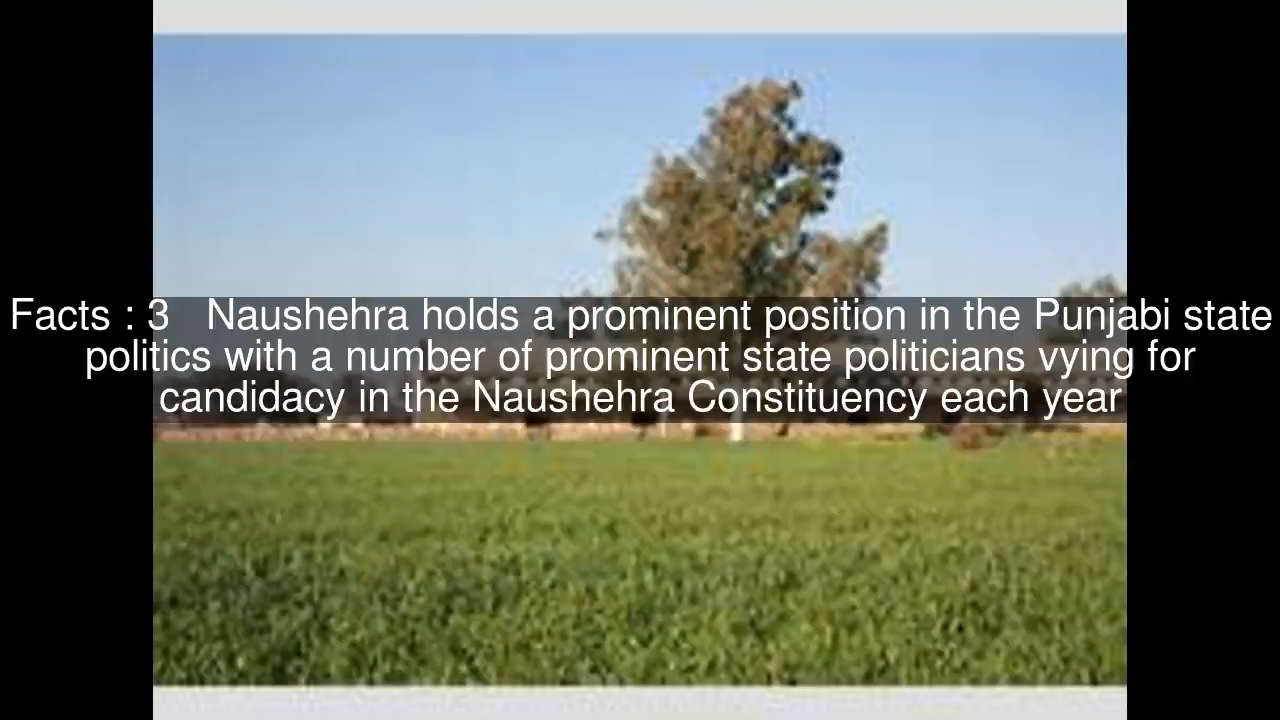 Facts : 3 Naushehra holds a prominent position in the Punjabi state
politics with a number of prominent state politicians vying for
candidacy in the Naushehra Constituency each year